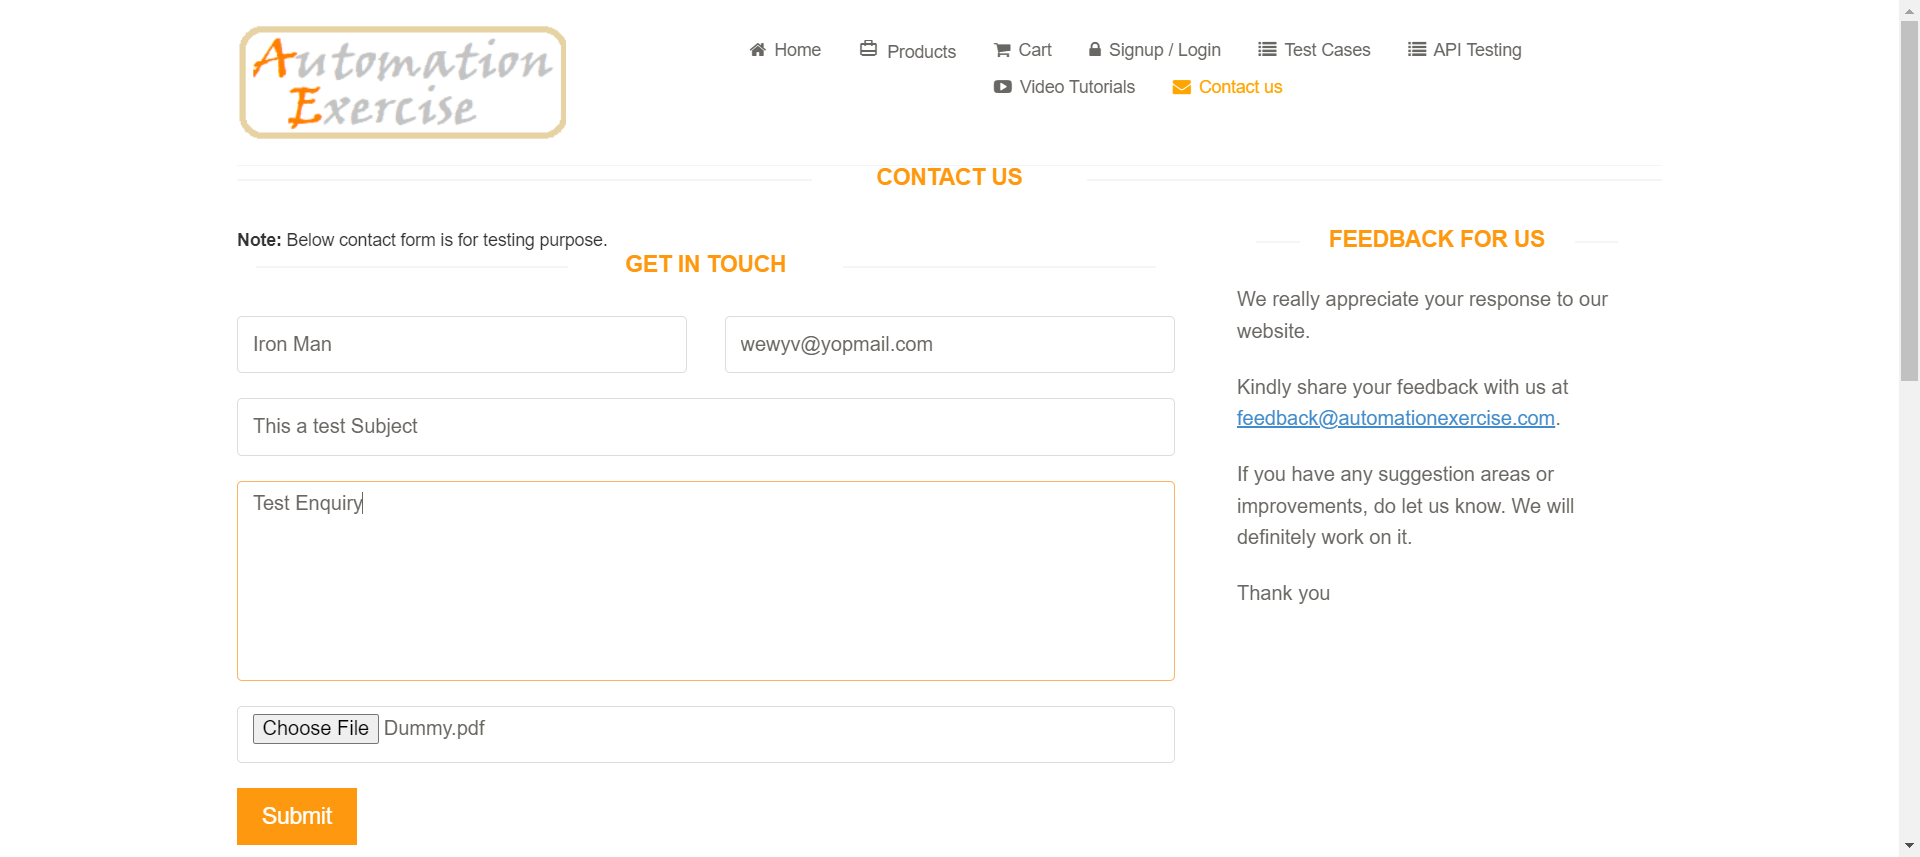 Automation
Exercise
Home Products Cart Signup / Login Test Cases API Testing
Video Tutorials Contact us
CONTACT US
Note: Below contact form is for testing purpose.
GET IN TOUCH
Iron Man
wewyv@yopmail.com
This a test Subject
Test Enquiry
Choose File Dummy.pdf
Submit
FEEDBACK FOR US
We really appreciate your response to our
website.
Kindly share your feedback with us at
feedback@automationexercise.com.
If you have any suggestion areas or
improvements, do let us know. We will
definitely work on it.
Thank you